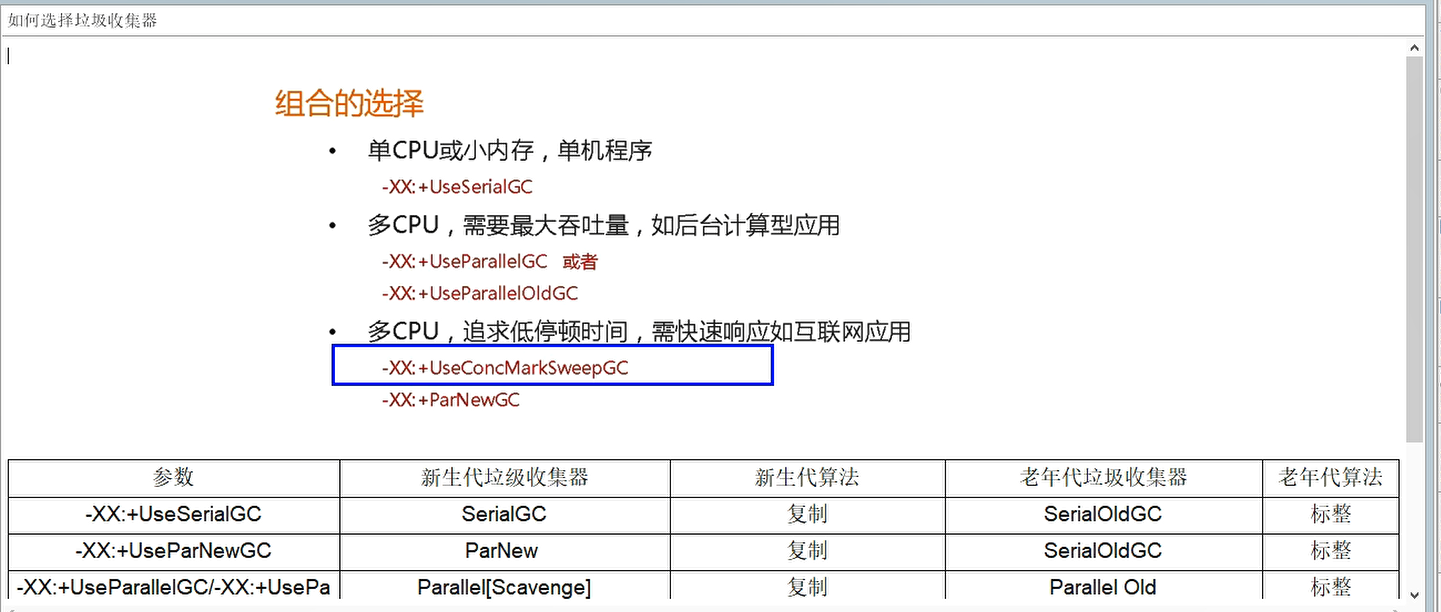 如何选择垃圾收集器
组合的选择
• 单CPU或小内存，单机程序
-XX:+UseSerialGC
• 多CPU，需要最大吞吐量，如后台计算型应用
-XX:+UseParallelGC 或者
-XX:+UseParallelOldGC
• 多CPU，追求低停顿时间，需快速响应如互联网应用
-XX:+UseConcMarkSweepGC
-XX:+ParNewGC
参数 新生代垃级收集器 新生代算法 老年代垃圾收集器 老年代算法
-XX:+UseSerialGC SerialGC 复制 SerialOldGC 标整
-XX:+UseParNewGC ParNew 复制 SerialOldGC 标整
-XX:+UseParallelGC/-XX:+UsePa Parallel[Scavenge] 复制 Parallel Old 标整